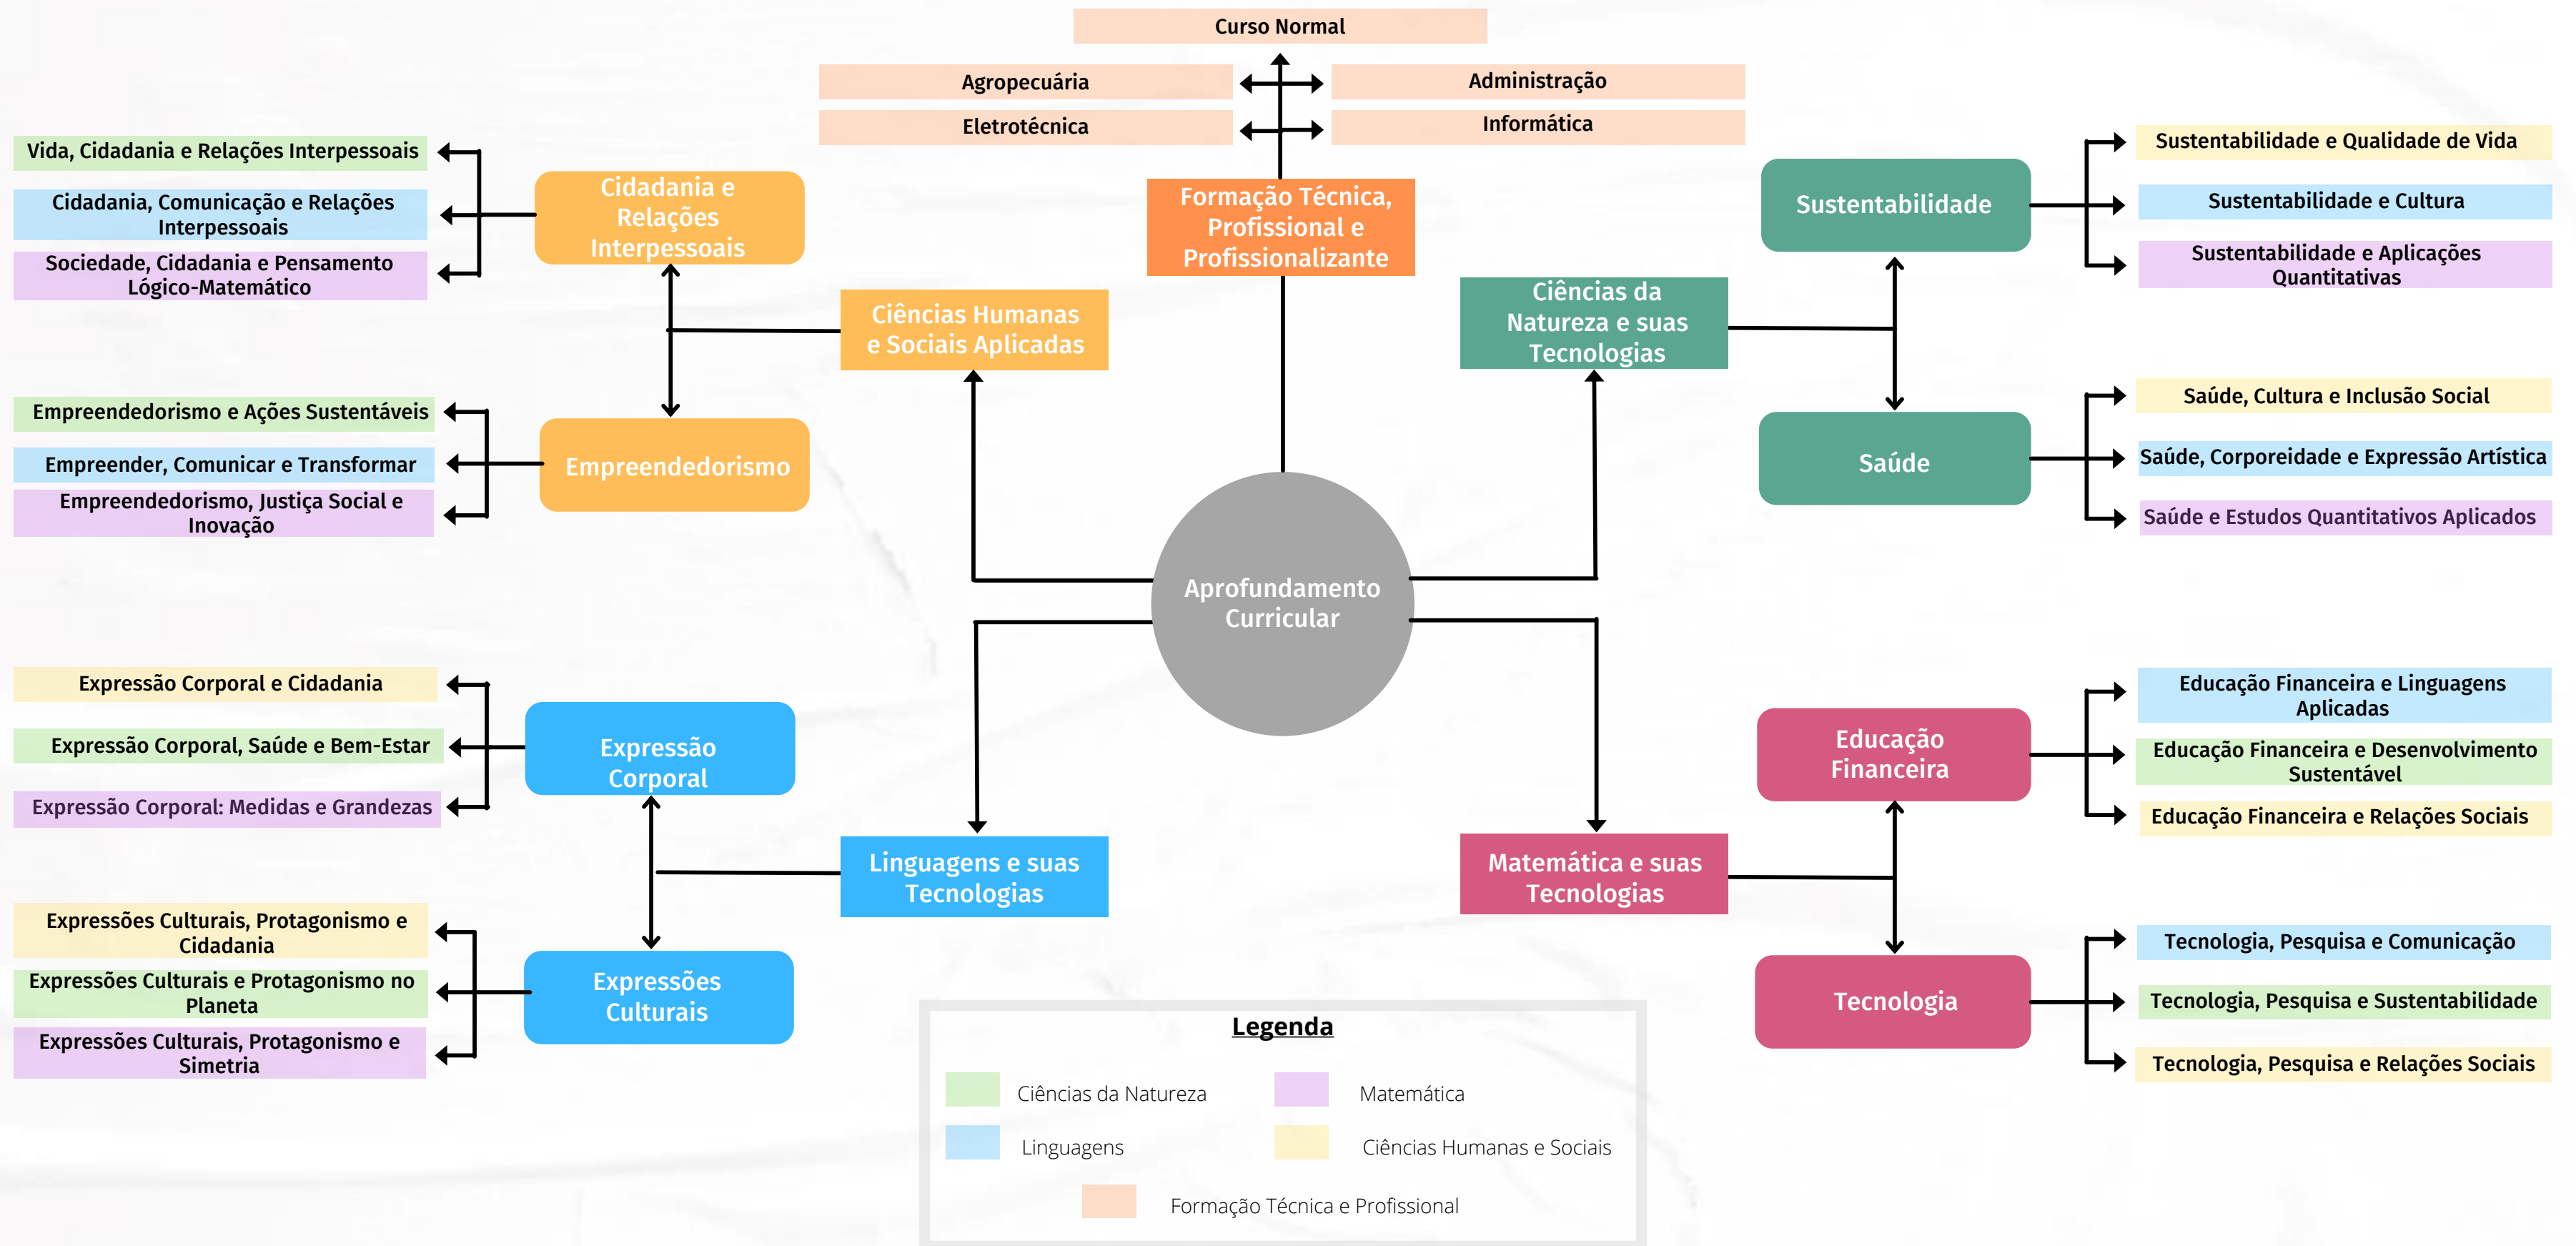 Curso Normal
Agropecuária
Administração
Eletrotécnica
Informática
Formação Técnica,
Profissional e
Profissionalizante
Vida, Cidadania e Relações Interpessoais
Cidadania, Comunicação e Relações
Interpessoais
Sociedade, Cidadania e Pensamento
Lógico-Matemático
Cidadania e
Relações
Interpessoais
Ciências Humanas
e Sociais Aplicadas
Empreendedorismo e Ações Sustentáveis
Empreender, Comunicar e Transformar
Empreendedorismo, Justiça Social e
Inovação
Empreendedorismo
Ciências da
Natureza e suas
Tecnologias
Sustentabilidade
Sustentabilidade e Qualidade de Vida
Sustentabilidade e Cultura
Sustentabilidade e Aplicações
Quantitativas
Saúde
Saúde, Cultura e Inclusão Social
Saúde, Corporeidade e Expressão Artística
Saúde e Estudos Quantitativos Aplicados
Aprofundamento
Curricular
Expressão Corporal e Cidadania
Expressão Corporal, Saúde e Bem-Estar
Expressão Corporal: Medidas e Grandezas
Expressão
Corporal
Linguagens e suas
Tecnologias
Expressões Culturais, Protagonismo e
Cidadania
Expressões Culturais e Protagonismo no
Planeta
Expressões Culturais, Protagonismo e
Simetria
Expressões
Culturais
Matemática e suas
Tecnologias
Educação
Financeira
Educação Financeira e Linguagens
Aplicadas
Educação Financeira e Desenvolvimento
Sustentável
Educação Financeira e Relações Sociais
Tecnologia
Tecnologia, Pesquisa e Comunicação
Tecnologia, Pesquisa e Sustentabilidade
Tecnologia, Pesquisa e Relações Sociais
Legenda
Ciências da Natureza
Matemática
Linguagens
Ciências Humanas e Sociais
Formação Técnica e Profissional